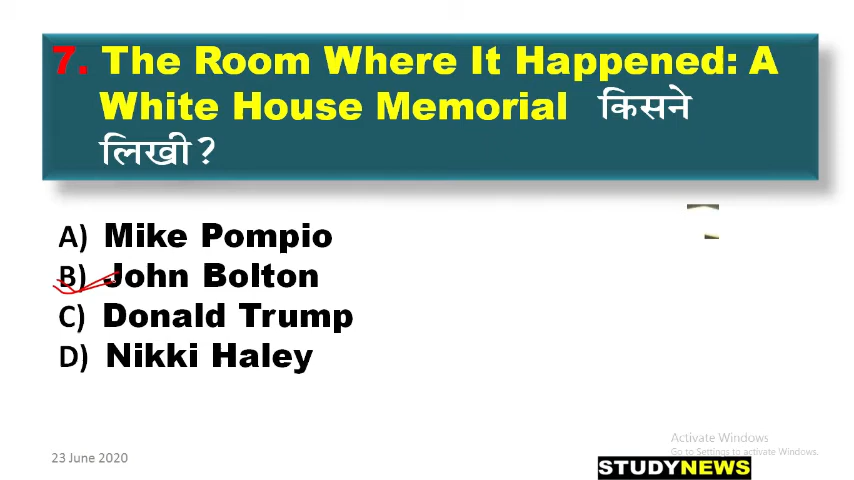 7. The Room Where It Happened: A
White House Memorial किसने
लिखी?
A) Mike Pompio
B) John Bolton
C) Donald Trump
D) Nikki Haley
Activate Windows
Go to Settings to activate Windows.
23 June 2020
STUDYNEWS